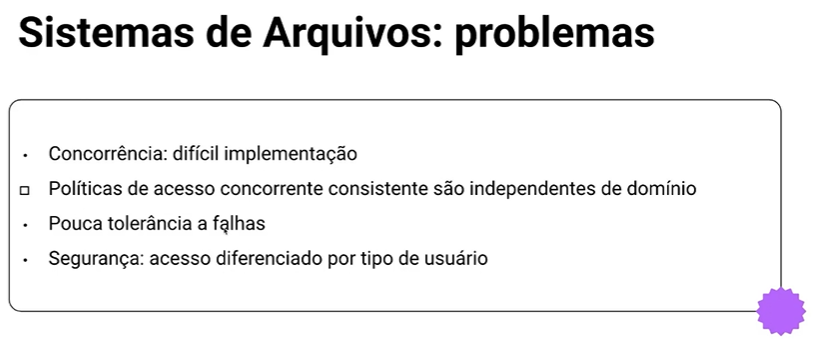 Sistemas de Arquivos: problemas
• Concorrência: difícil implementação
□ Políticas de acesso concorrente consistente são independentes de domínio
• Pouca tolerância a falhas
• Segurança: acesso diferenciado por tipo de usuário